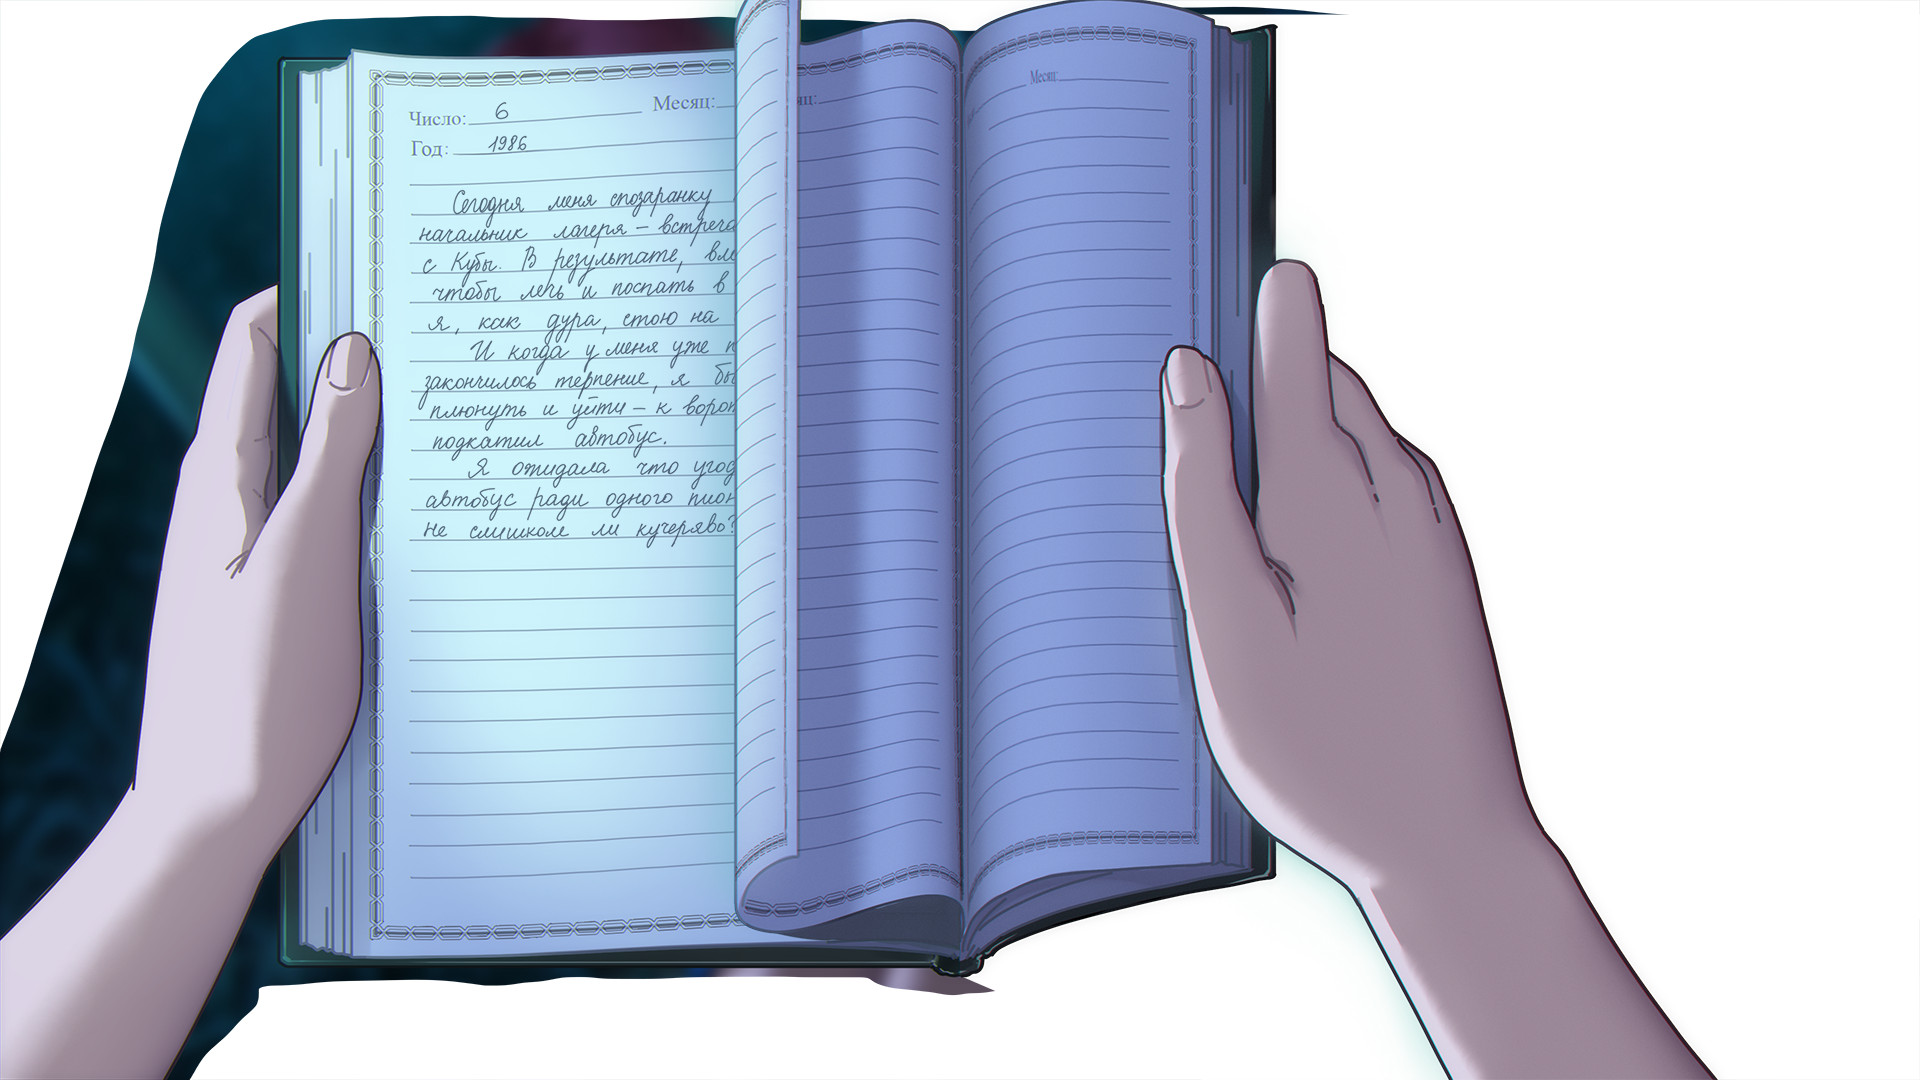 Число: 6 Месяц:
Год: 1986
Сегодня меня спозаранку
начальник лагеря – встреча
с Кубы. В результате,
чтобы лечь и поспать в
я, как дура, стою на
И когда у меня уже
закончилось терпение, я
плюнуть и уйти – к
подкатил автобус.
Я ожидала что
автобус ради одного
не слишком ли кучеряво?
яц:
Месяц: